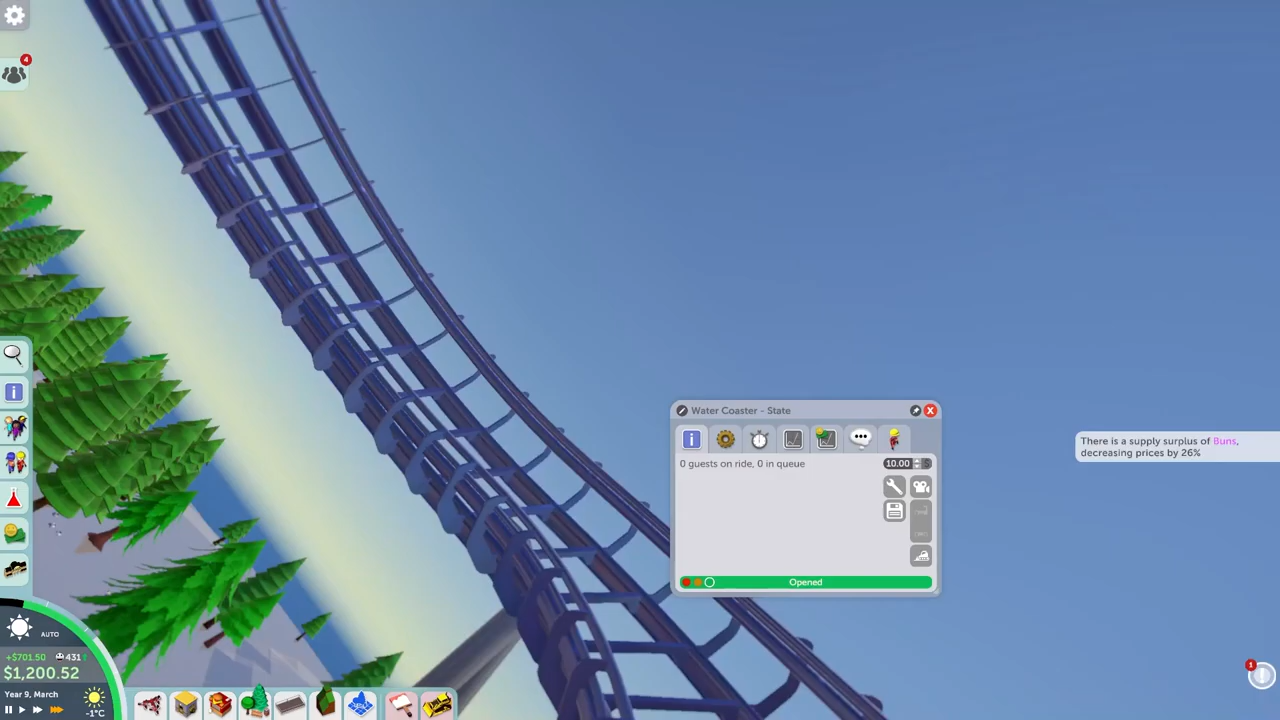 4
Water Coaster - State
0 guests on ride, 0 in queue
10.00 $
Opened
There is a supply surplus of Buns,
decreasing prices by 26%
AUTO
+$701.50 431
$1,200.52
Year 9, March
-1°C
1